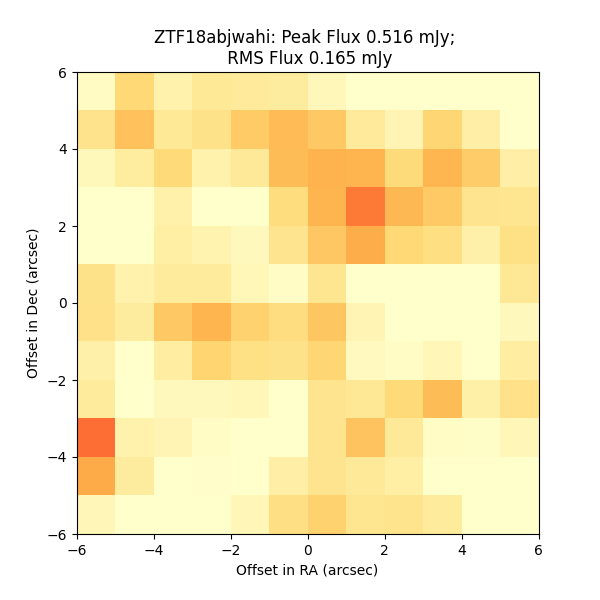 ZTF18abjwahi: Peak Flux 0.516 mJy;
RMS Flux 0.165 mJy
6
4
2
0
−2
−4
−6
Offset in Dec (arcsec)
−6 −4 −2 0 2 4 6
Offset in RA (arcsec)